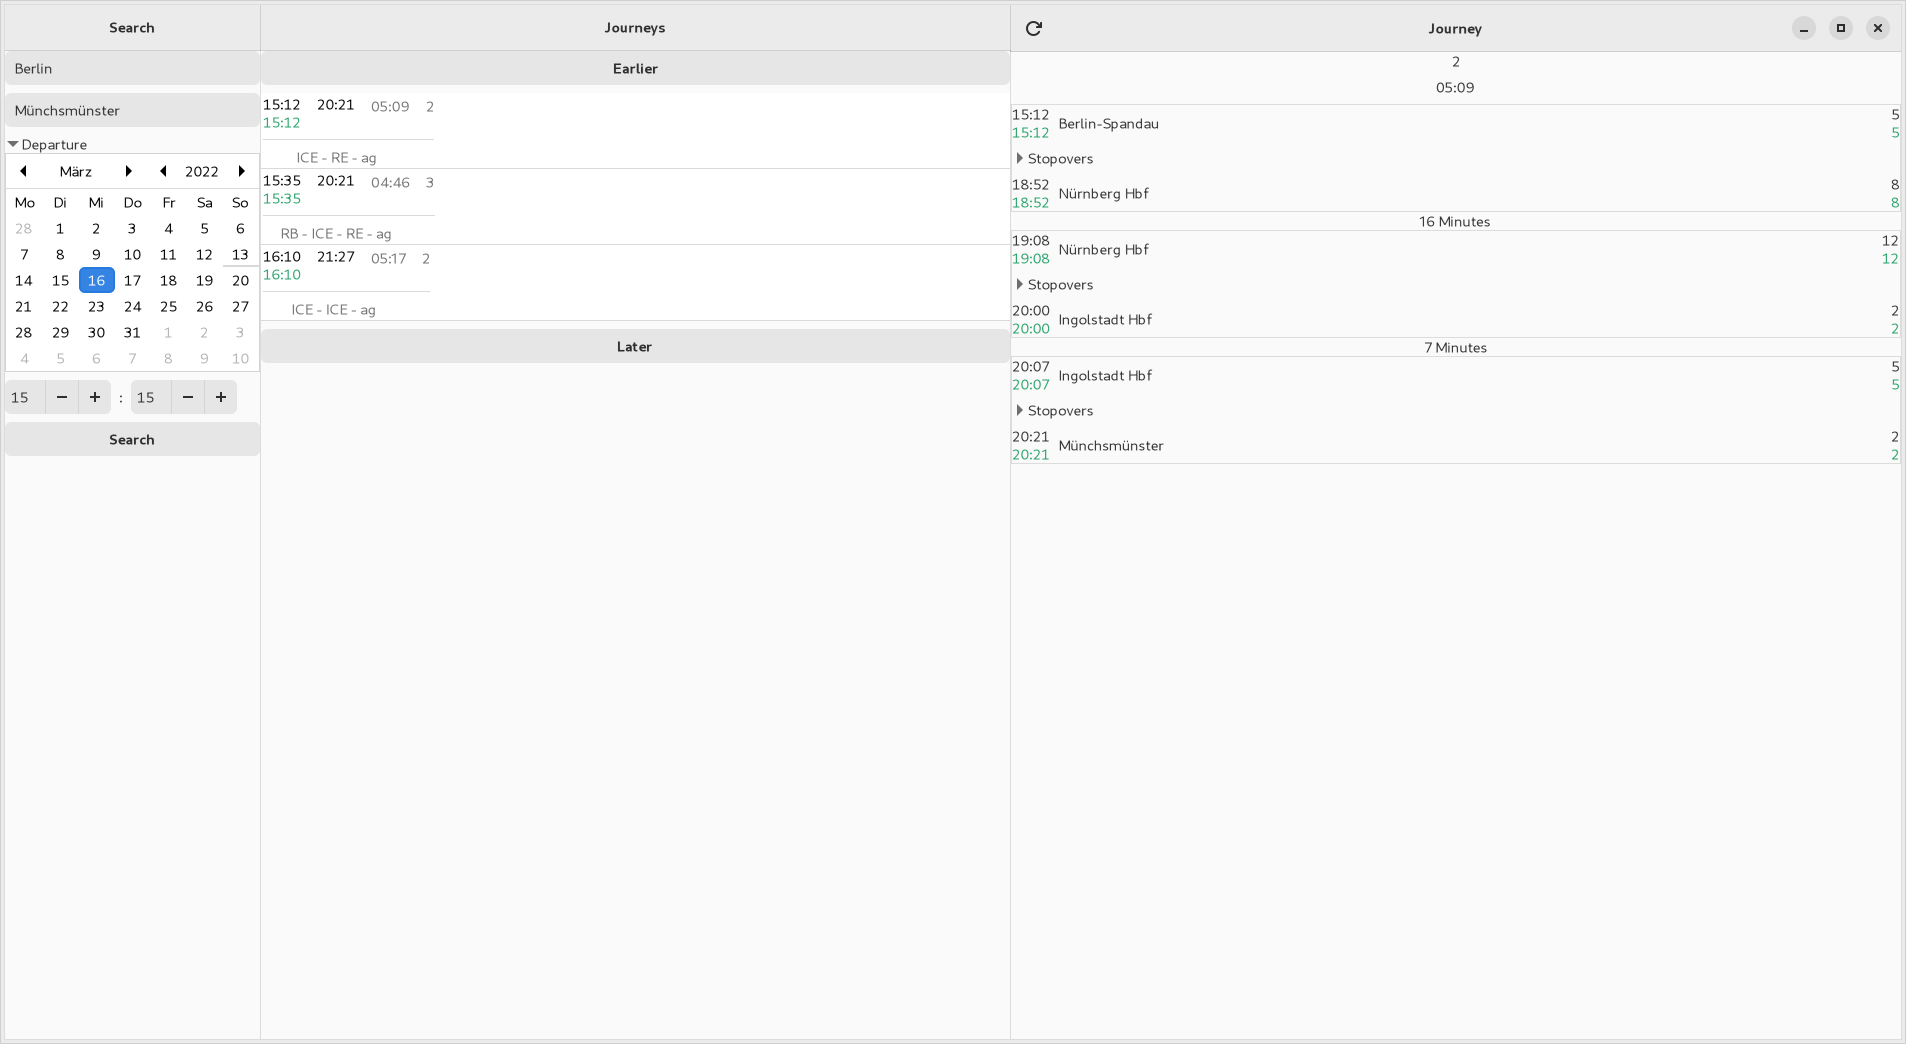 Search
Berlin
Münchsmünster
Departure
März 2022
Mo Di Mi Do Fr Sa So
28 1 2 3 4 5 6
7 8 9 10 11 12 13
14 15 16 17 18 19 20
21 22 23 24 25 26 27
28 29 30 31 1 2 3
4 5 6 7 8 9 10
15 − + : 15 − +
Search
Journeys
Earlier
15:12 20:21 05:09 2
15:12
ICE - RE - ag
15:35 20:21 04:46 3
15:35
RB - ICE - RE - ag
16:10 21:27 05:17 2
16:10
ICE - ICE - ag
Later
Journey
2
05:09
15:12 Berlin-Spandau 5
15:12 5
Stopovers
18:52 Nürnberg Hbf 8
18:52 8
16 Minutes
19:08 Nürnberg Hbf 12
19:08 12
Stopovers
20:00 Ingolstadt Hbf 2
20:00 2
7 Minutes
20:07 Ingolstadt Hbf 5
20:07 5
Stopovers
20:21 Münchsmünster 2
20:21 2